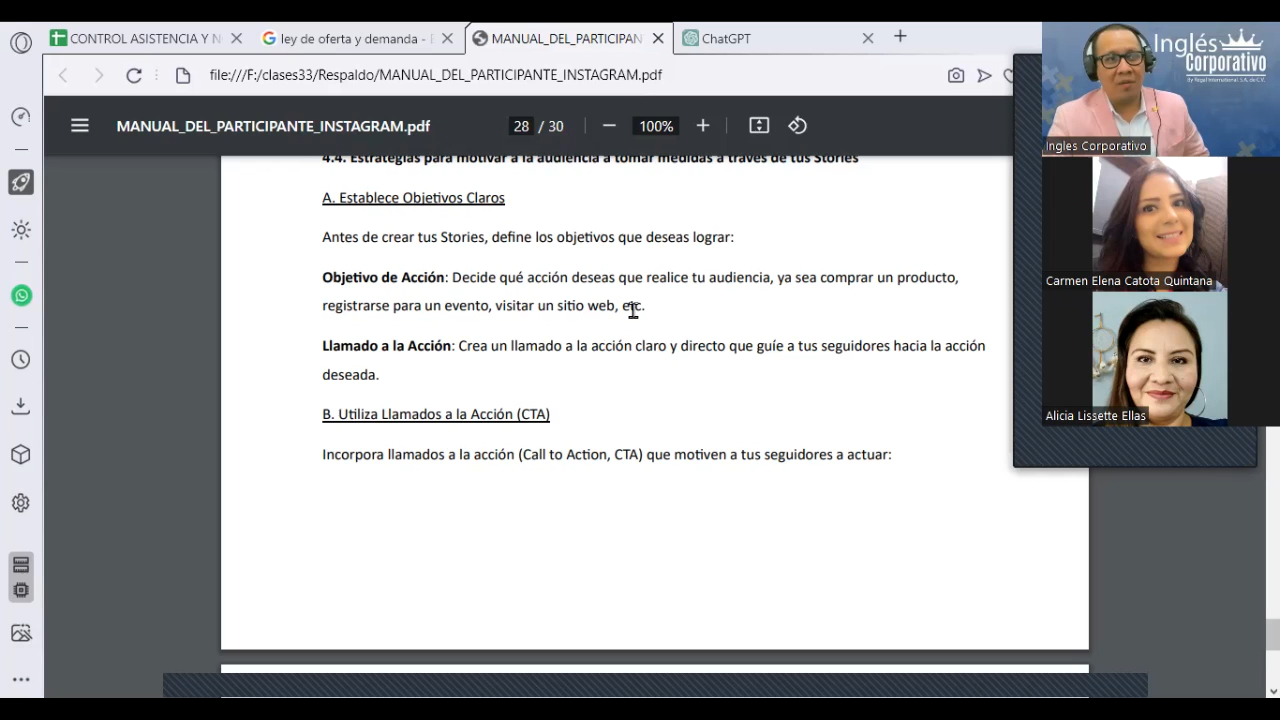 CONTROL ASISTENCIA Y N
ley de oferta y demanda -
MANUAL_DEL_PARTICIPAN
ChatGPT
file:///F:/clases33/Respaldo/MANUAL_DEL_PARTICIPANTE_INSTAGRAM.pdf
MANUAL_DEL_PARTICIPANTE_INSTAGRAM.pdf
28 / 30
100%
4.4. Estrategias para motivar a la audiencia a tomar medidas a través de tus Stories
A. Establece Objetivos Claros
Antes de crear tus Stories, define los objetivos que deseas lograr:
Objetivo de Acción: Decide qué acción deseas que realice tu audiencia, ya sea comprar un producto,
registrarse para un evento, visitar un sitio web, etc.
Llamado a la Acción: Crea un llamado a la acción claro y directo que guíe a tus seguidores hacia la acción
deseada.
B. Utiliza Llamados a la Acción (CTA)
Incorpora llamados a la acción (Call to Action, CTA) que motiven a tus seguidores a actuar:
Inglés
Corporativo
By Regal International, S.A. de C.V.
Ingles Corporativo
Carmen Elena Catota Quintana
Alicia Lissette Ellas